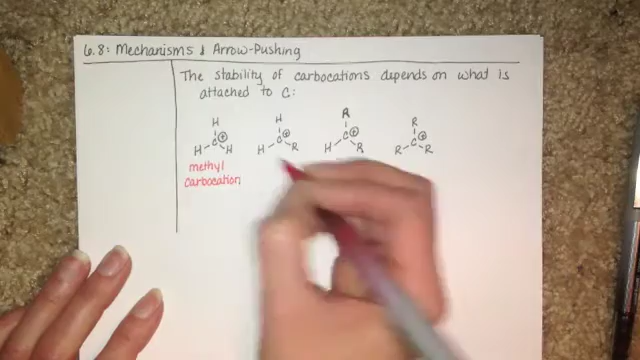 6.8: Mechanisms & Arrow-Pushing
The stability of carbocations depends on what is
attached to C:
H H R R
C⊕ C⊕ C⊕ C⊕
H H H R H R R R
methyl
carbocation